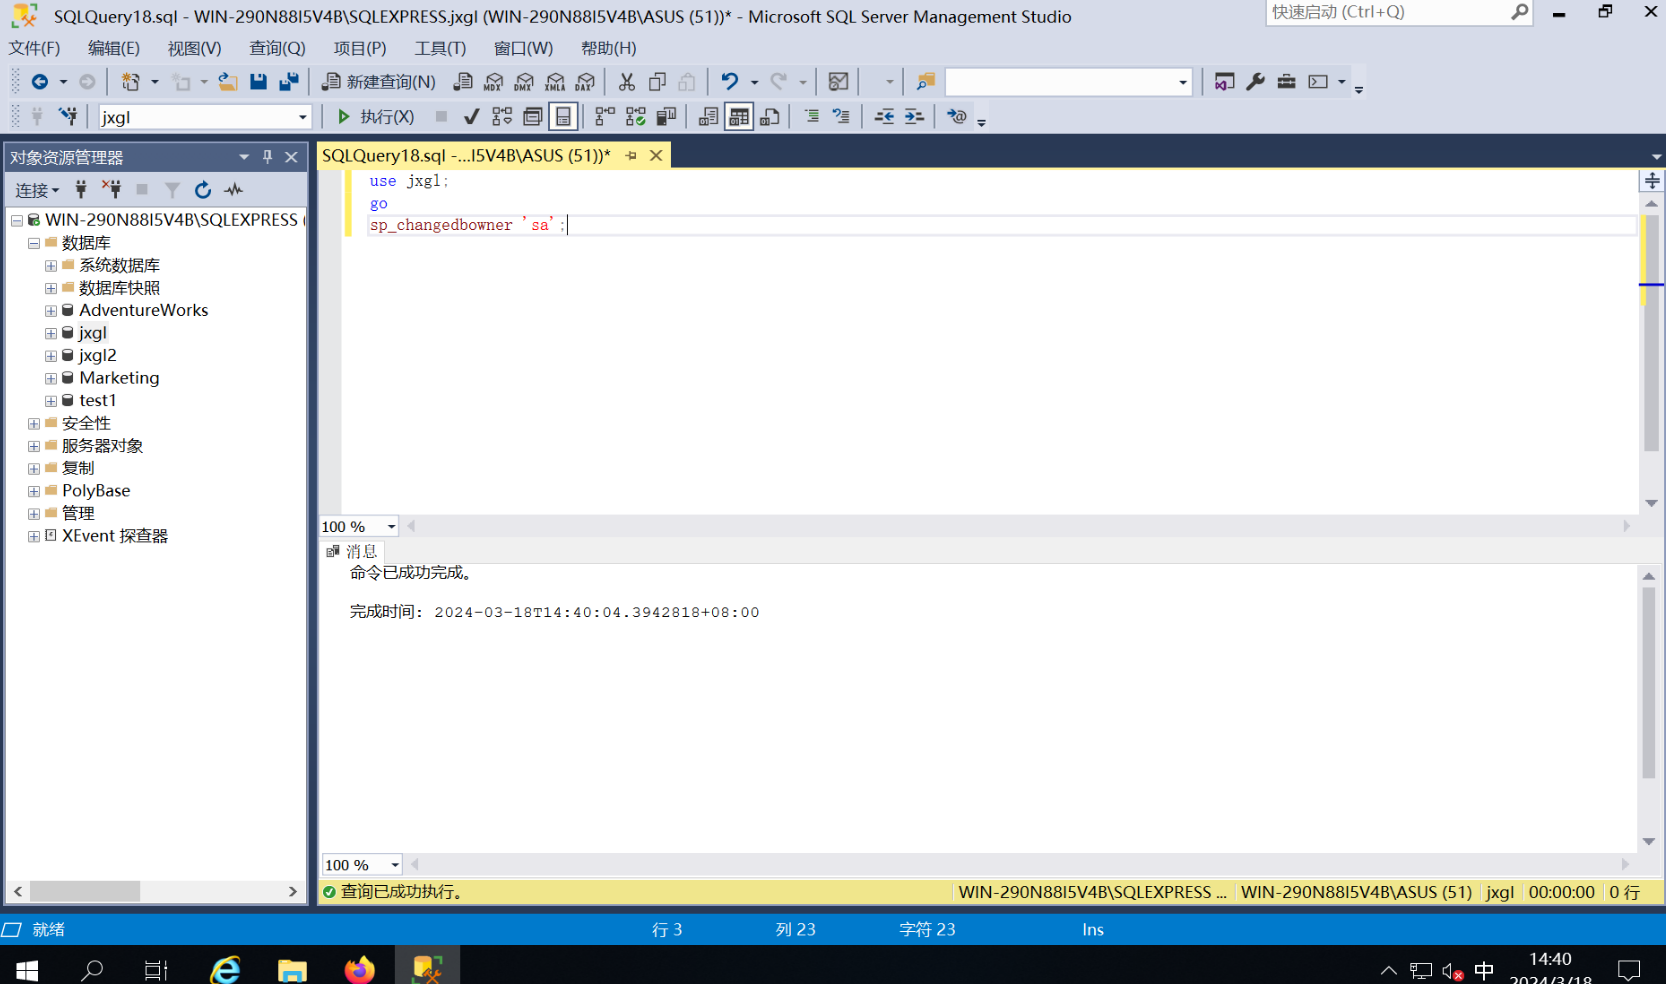 SQLQuery18.sql - WIN-290N88I5V4B\SQLEXPRESS.jxgl (WIN-290N88I5V4B\ASUS (51))* - Microsoft SQL Server Management Studio
快速启动 (Ctrl+Q)
文件(F) 编辑(E) 视图(V) 查询(Q) 项目(P) 工具(T) 窗口(W) 帮助(H)
新建查询(N) MDX DMX XMLA DAX
jxgl 执行(X)
对象资源管理器
连接
WIN-290N88I5V4B\SQLEXPRESS (
数据库
系统数据库
数据库快照
AdventureWorks
jxgl
jxgl2
Marketing
test1
安全性
服务器对象
复制
PolyBase
管理
XEvent 探查器
SQLQuery18.sql -...I5V4B\ASUS (51))*
use jxgl;
go
sp_changedbowner 'sa';
100 %
消息
命令已成功完成。
完成时间: 2024-03-18T14:40:04.3942818+08:00
100 %
查询已成功执行。 WIN-290N88I5V4B\SQLEXPRESS ... WIN-290N88I5V4B\ASUS (51) jxgl 00:00:00 0 行
就绪 行 3 列 23 字符 23 Ins
中 14:40
2024/3/18